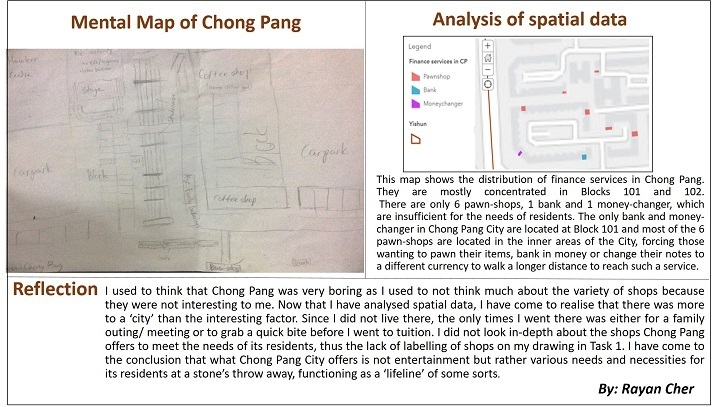 Mental Map of Chong Pang
Stage
Coffee shop
Carpark
Block
Carpark
coffee shop
Analysis of spatial data
Legend
Finance services in CP
Pawnshop
Bank
Moneychanger
Yishun
This map shows the distribution of finance services in Chong Pang.
They are mostly concentrated in Blocks 101 and 102.
There are only 6 pawn-shops, 1 bank and 1 money-changer, which
are insufficient for the needs of residents. The only bank and money-
changer in Chong Pang City are located at Block 101 and most of the 6
pawn-shops are located in the inner areas of the City, forcing those
wanting to pawn their items, bank in money or change their notes to
a different currency to walk a longer distance to reach such a service.
Reflection
I used to think that Chong Pang was very boring as I used to not think much about the variety of shops because
they were not interesting to me. Now that I have analysed spatial data, I have come to realise that there was more
to a ‘city’ than the interesting factor. Since I did not live there, the only times I went there was either for a family
outing/ meeting or to grab a quick bite before I went to tuition. I did not look in-depth about the shops Chong Pang
offers to meet the needs of its residents, thus the lack of labelling of shops on my drawing in Task 1. I have come to
the conclusion that what Chong Pang City offers is not entertainment but rather various needs and necessities for
its residents at a stone’s throw away, functioning as a ‘lifeline’ of some sorts.
By: Rayan Cher